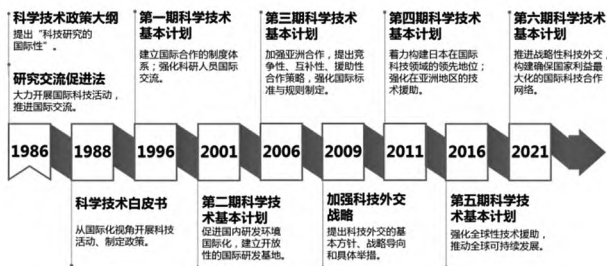 科学技术政策大纲
提出“科技研究的
国际性”。
研究交流促进法
大力开展国际科技活动，
推进国际交流。
第一期科学技术
基本计划
建立国际合作的制度体
系；强化科研人员国际
交流。
第三期科学技术
基本计划
加强亚洲合作，提出竞
争性、互补性、援助性
合作策略，强化国际标
准与规则制定。
第四期科学技术
基本计划
着力构建日本在国际
科技领域的领先地位；
强化在亚洲地区的技
术援助。
第六期科学技术
基本计划
推进战略性科技外交，
构建确保国家利益最
大化的国际科技合作
网络。
1986
1988
1996
2001
2006
2009
2011
2016
2021
科学技术白皮书
从国际化视角开展科技
活动、制定政策。
第二期科学技
术基本计划
促进国内研发环境
国际化，建立开放
性的国际研发基地。
加强科技外交
战略
提出科技外交的基
本方针、战略导向
和具体举措。
第五期科学技
术基本计划
强化全球性技术援助，
推动全球可持续发展。